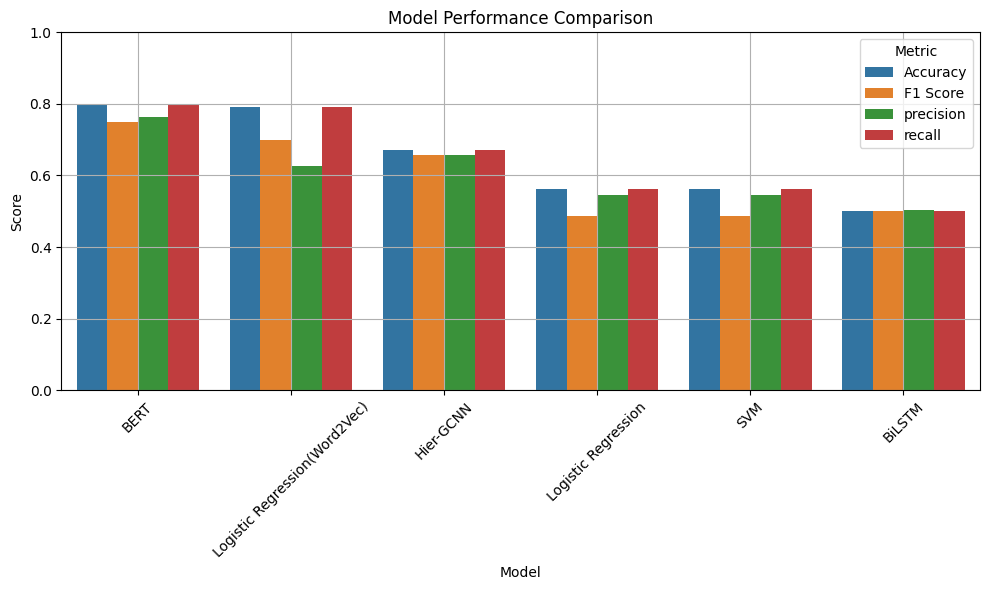 Model Performance Comparison
Metric
Accuracy
F1 Score
precision
recall
Score
1.0
0.8
0.6
0.4
0.2
0.0
BERT
Logistic Regression(Word2Vec)
Hier-GCNN
Logistic Regression
SVM
BiLSTM
Model